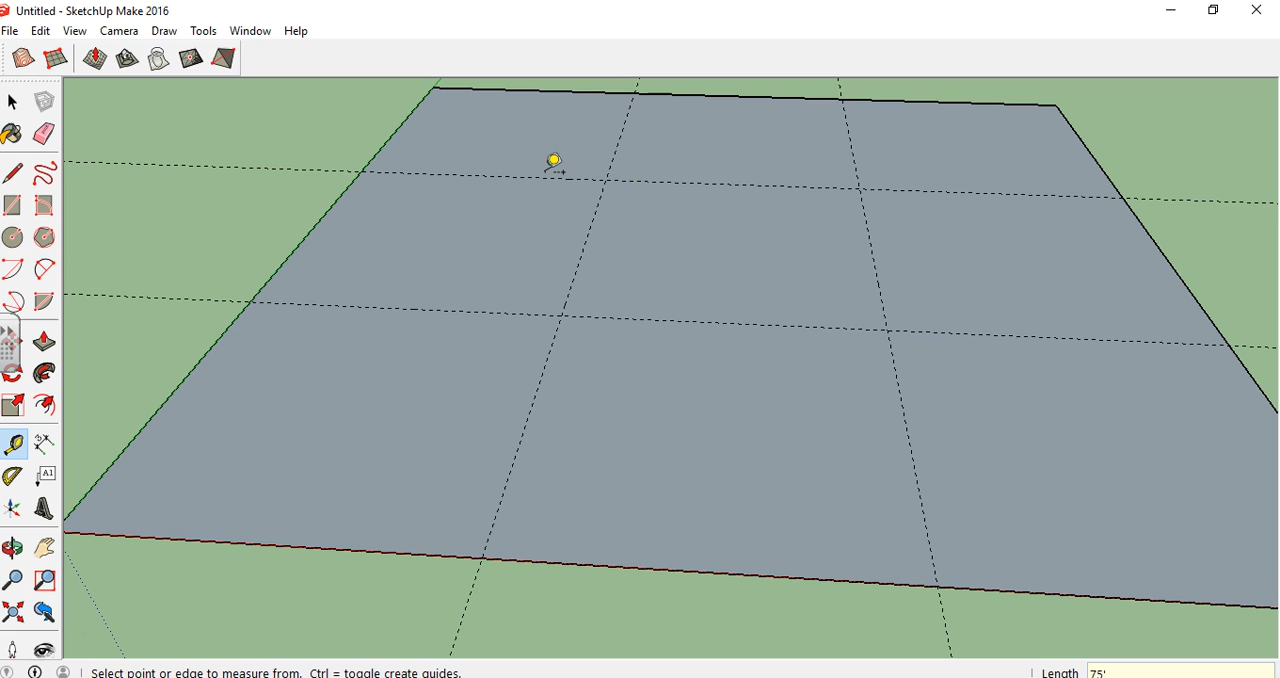 Untitled - SketchUp Make 2016
File Edit View Camera Draw Tools Window Help
A1
Select point or edge to measure from. Ctrl = toggle create guides.
Length 75'